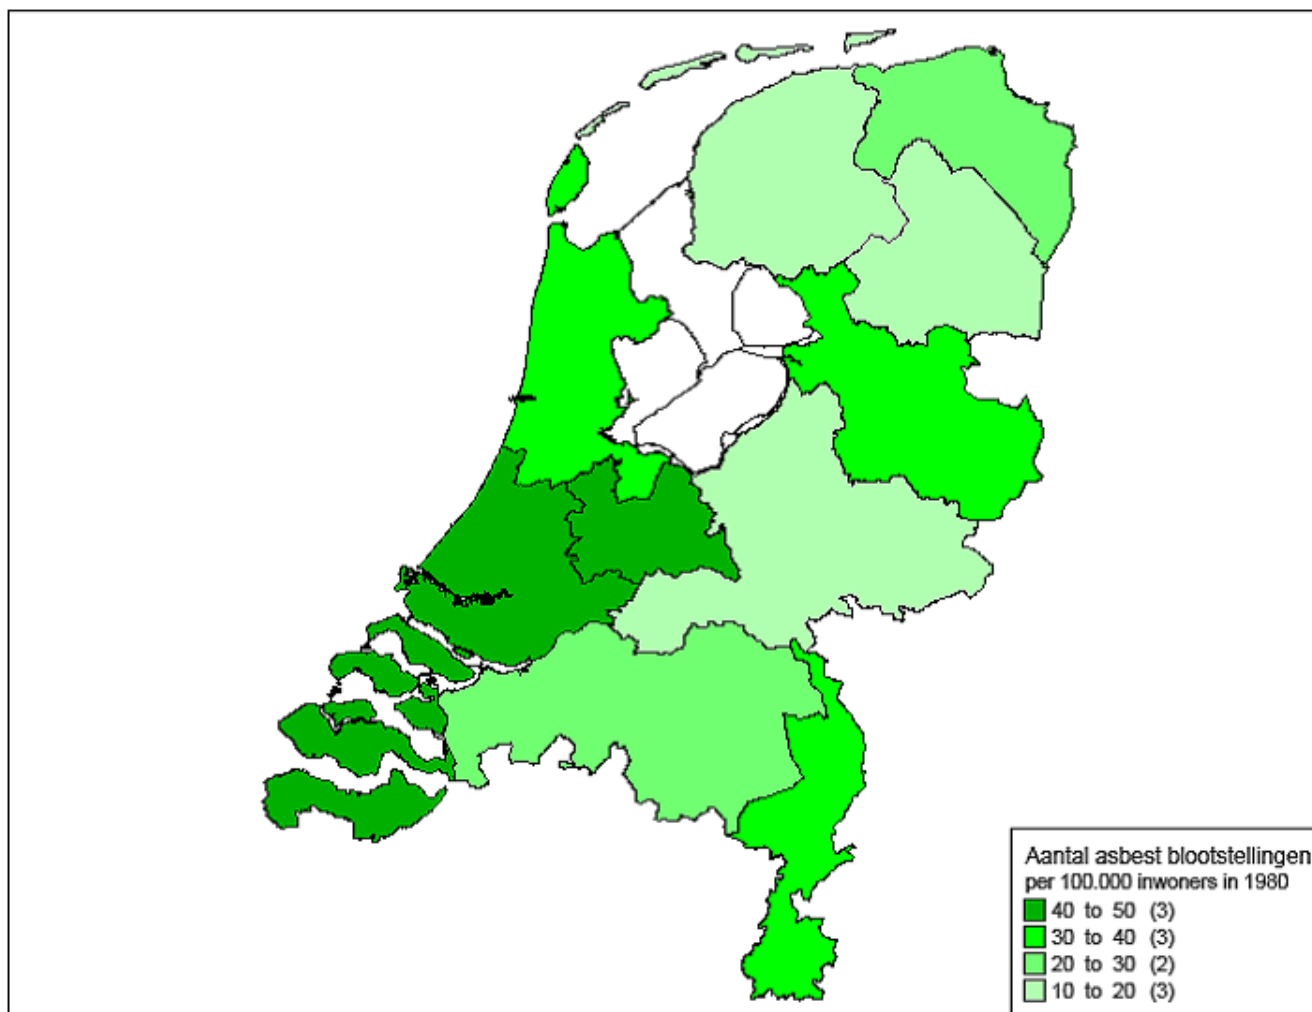 Aantal asbest blootstellingen
per 100.000 inwoners in 1980
40 to 50 (3)
30 to 40 (3)
20 to 30 (2)
10 to 20 (3)